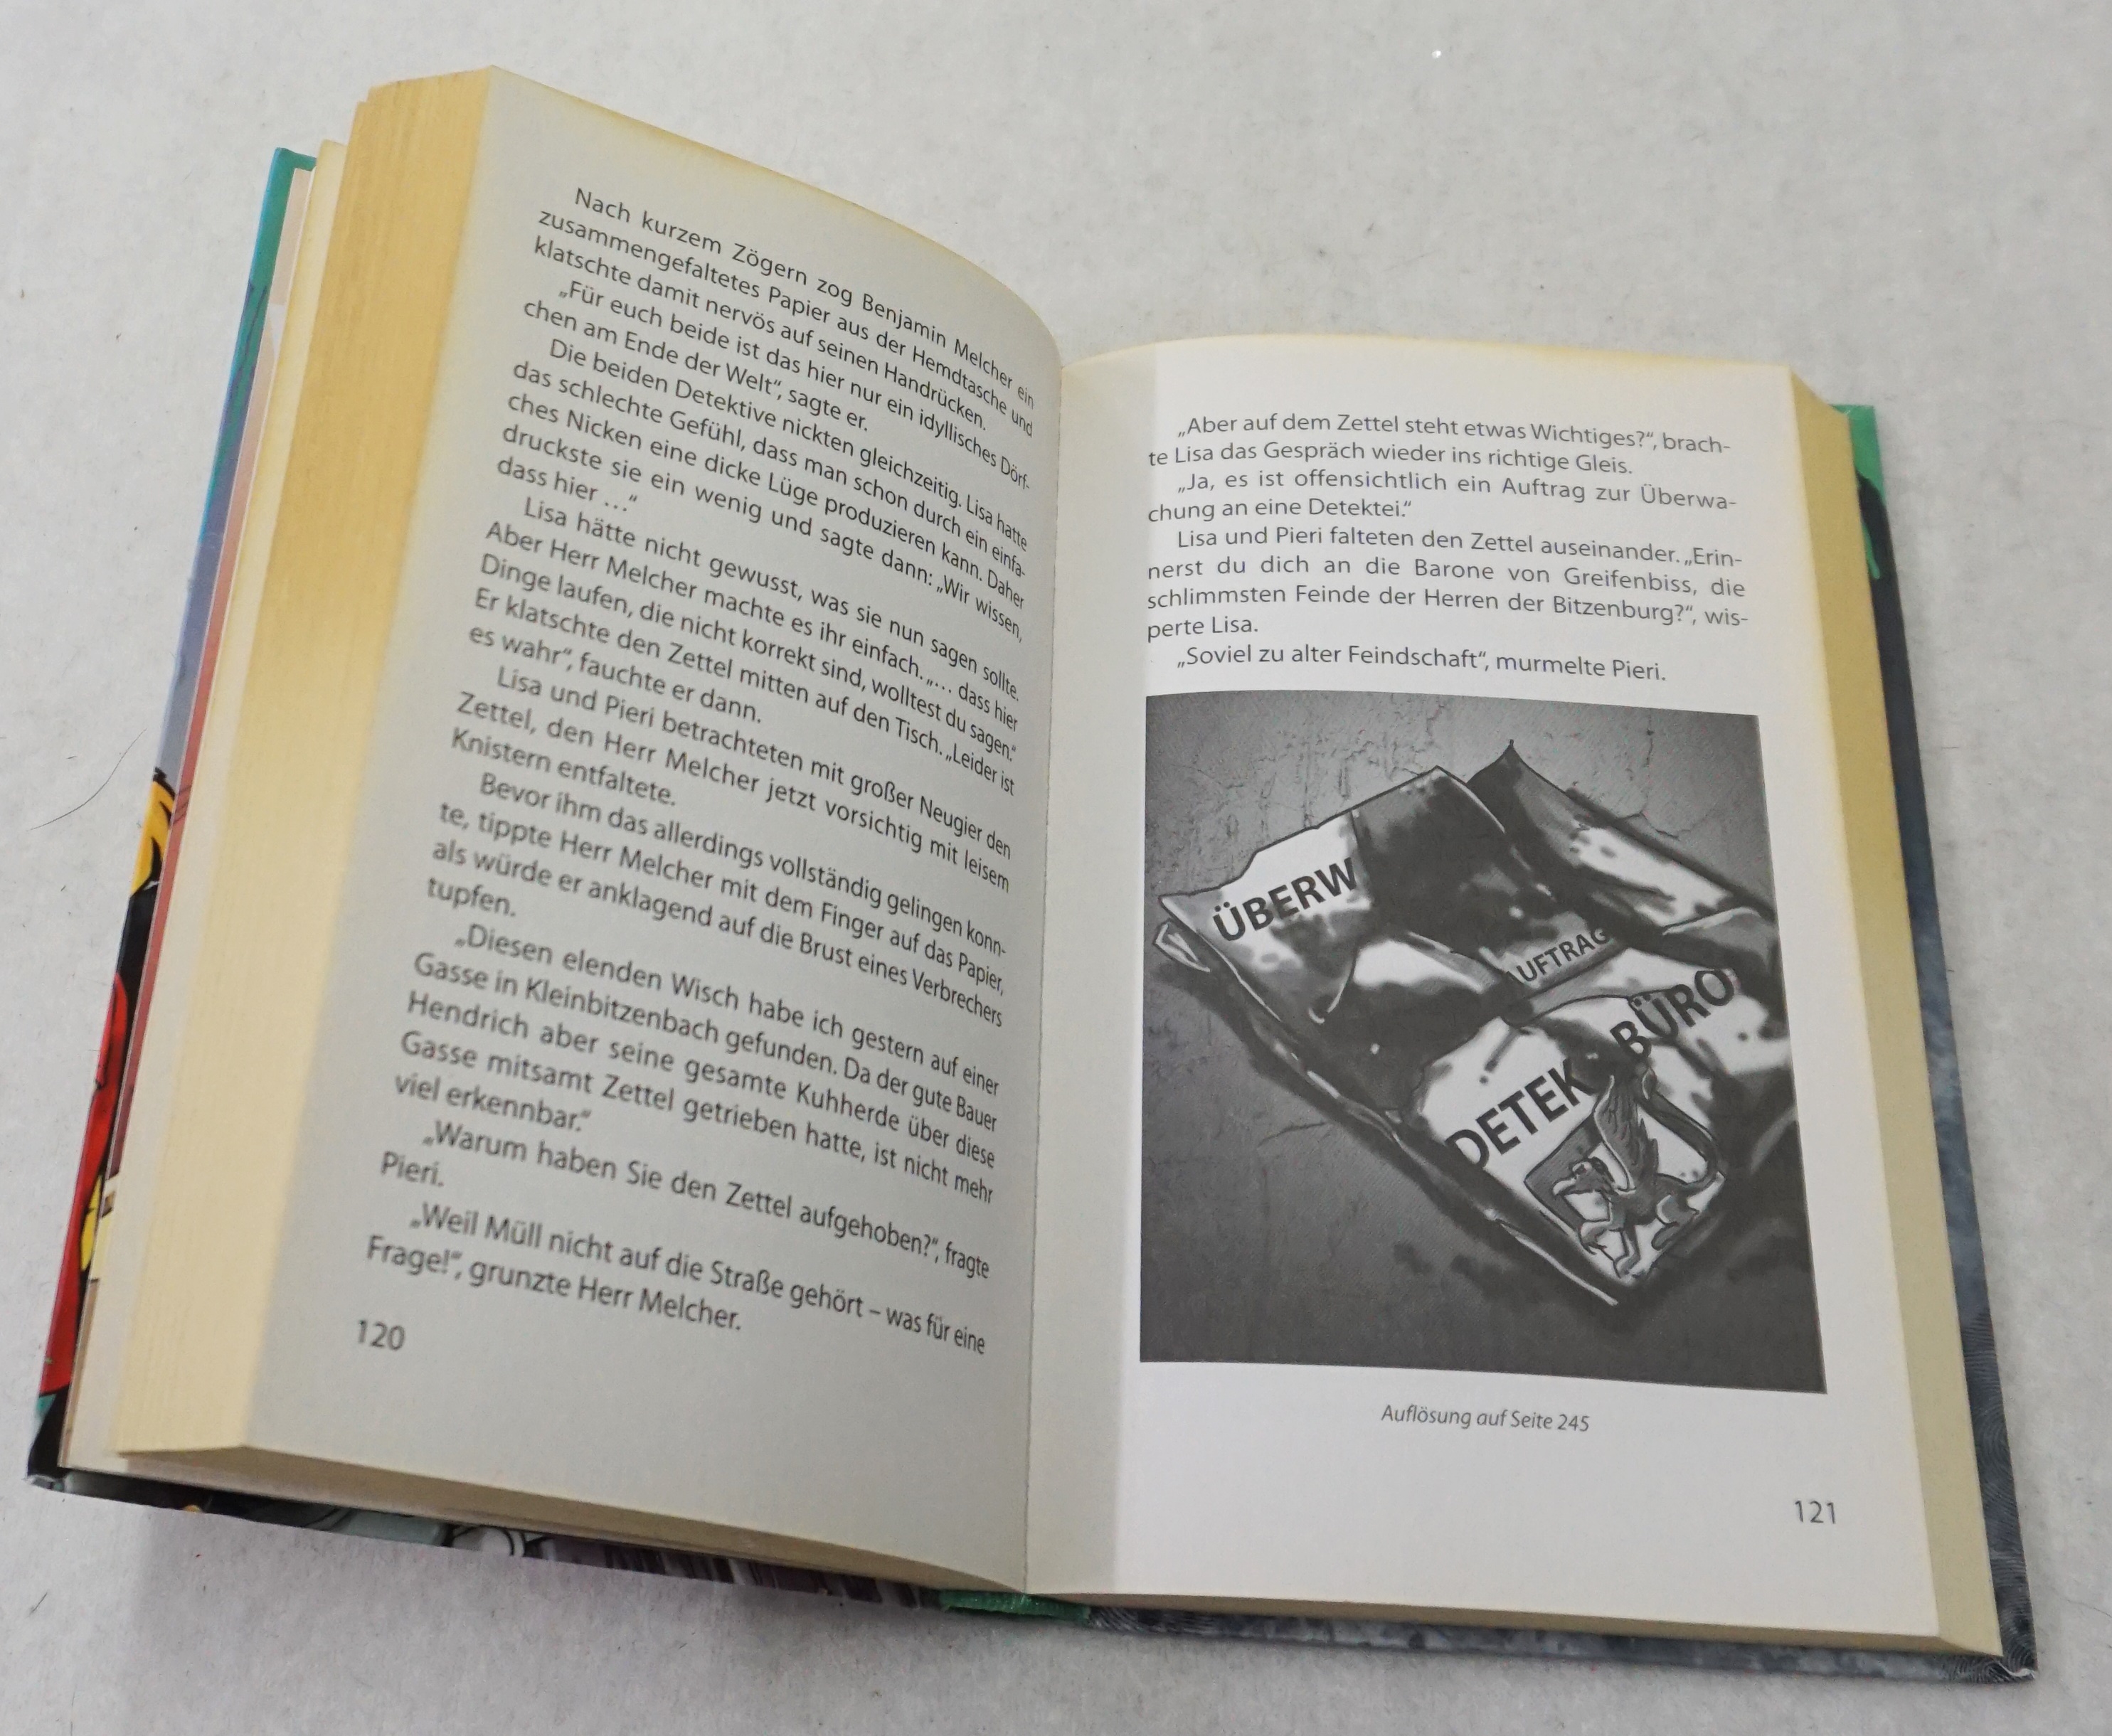 Nach kurzem Zögern zog Benjamin Melcher ein
zusammengefaltetes Papier aus der Hemdtasche und
klatschte damit nervös auf seinen Handrücken.
„Für euch beide ist das hier nur ein idyllisches Dörf-
chen am Ende der Welt“, sagte er.
Die beiden Detektive nickten gleichzeitig. Lisa hatte
das schlechte Gefühl, dass man schon durch ein einfa-
ches Nicken eine dicke Lüge produzieren kann. Daher
druckste sie ein wenig und sagte dann: „Wir wissen,
dass hier …“
Lisa hätte nicht gewusst, was sie nun sagen sollte.
Aber Herr Melcher machte es ihr einfach. „… dass hier
Dinge laufen, die nicht korrekt sind, wolltest du sagen.“
Er klatschte den Zettel mitten auf den Tisch. „Leider ist
es wahr“, fauchte er dann.
Lisa und Pieri betrachteten mit großer Neugier den
Zettel, den Herr Melcher jetzt vorsichtig mit leisem
Knistern entfaltete.
Bevor ihm das allerdings vollständig gelingen konn-
te, tippte Herr Melcher mit dem Finger auf das Papier,
als würde er anklagend auf die Brust eines Verbrechers
tupfen.
„Diesen elenden Wisch habe ich gestern auf einer
Gasse in Kleinbitzenbach gefunden. Da der gute Bauer
Hendrich aber seine gesamte Kuhherde über diese
Gasse mitsamt Zettel getrieben hatte, ist nicht mehr
viel erkennbar.“
„Warum haben Sie den Zettel aufgehoben?“, fragte
Pieri.
„Weil Müll nicht auf die Straße gehört – was für eine
Frage!“, grunzte Herr Melcher.
120
„Aber auf dem Zettel steht etwas Wichtiges?“, brach-
te Lisa das Gespräch wieder ins richtige Gleis.
„Ja, es ist offensichtlich ein Auftrag zur Überwa-
chung an eine Detektei.“
Lisa und Pieri falteten den Zettel auseinander. „Erin-
nerst du dich an die Barone von Greifenbiss, die
schlimmsten Feinde der Herren der Bitzenburg?“, wis-
perte Lisa.
„Soviel zu alter Feindschaft“, murmelte Pieri.
ÜBERW
UFTRAG
BÜRO
DETEK
Auflösung auf Seite 245
121